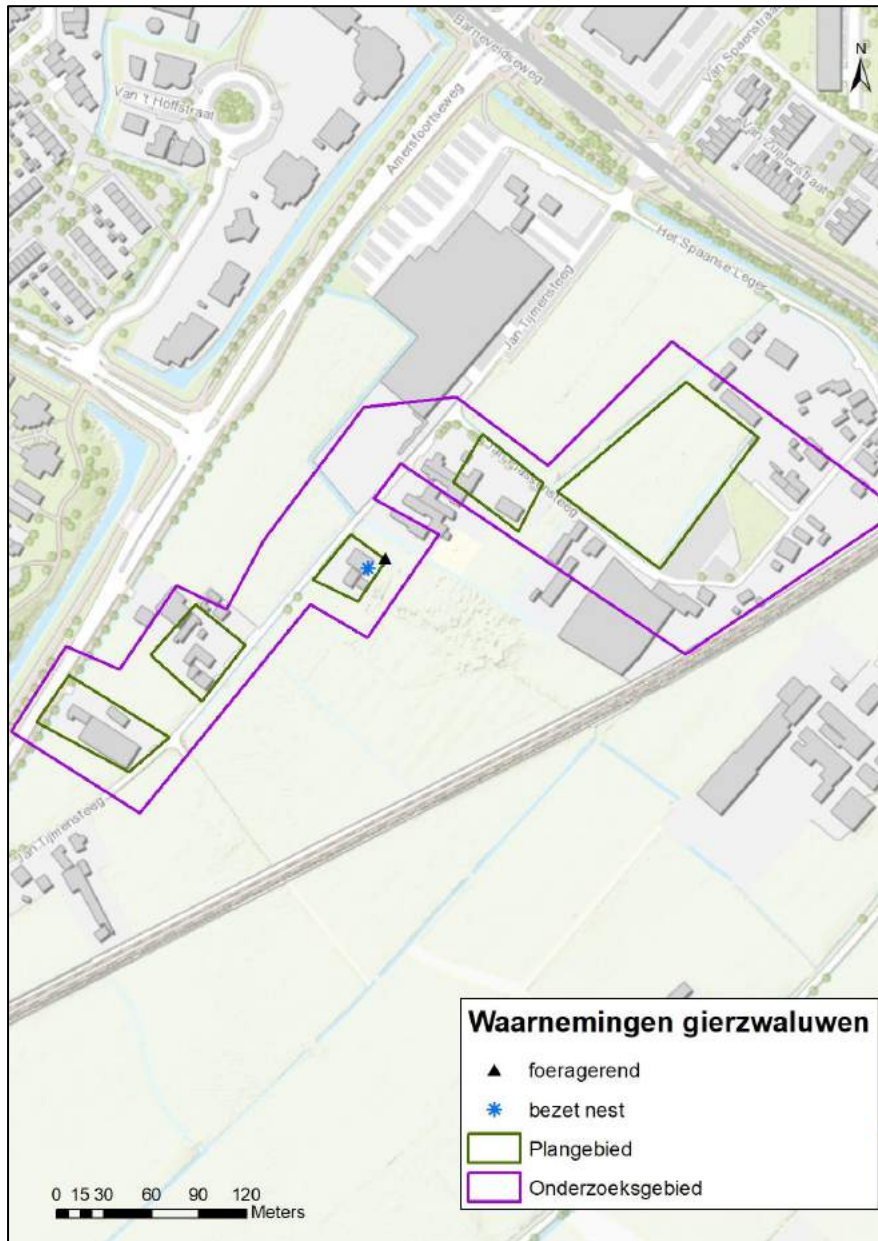 Barneveldseweg
Van Spaenstraat
N
Van 't Hoffstraat
Amersfoortseweg
Van Zuilenstraat
Het Spaanse Leger
Jan Tijmensteeg
Jan Tijmensteeg
Waarnemingen gierzwaluwen
foeragerend
bezet nest
Plangebied
Onderzoeksgebied
0 15 30 60 90 120
Meters